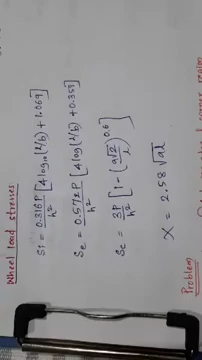 Wheel load stresses
Si = 0.316P/h² [4 log₁₀ (l/b) + 1.069]
Se = 0.572P/h² [4 log (l/b) + 0.359]
Sc = 3P/h² [1 - (a√2/l)^0.6]
X = 2.58 √al
Problem